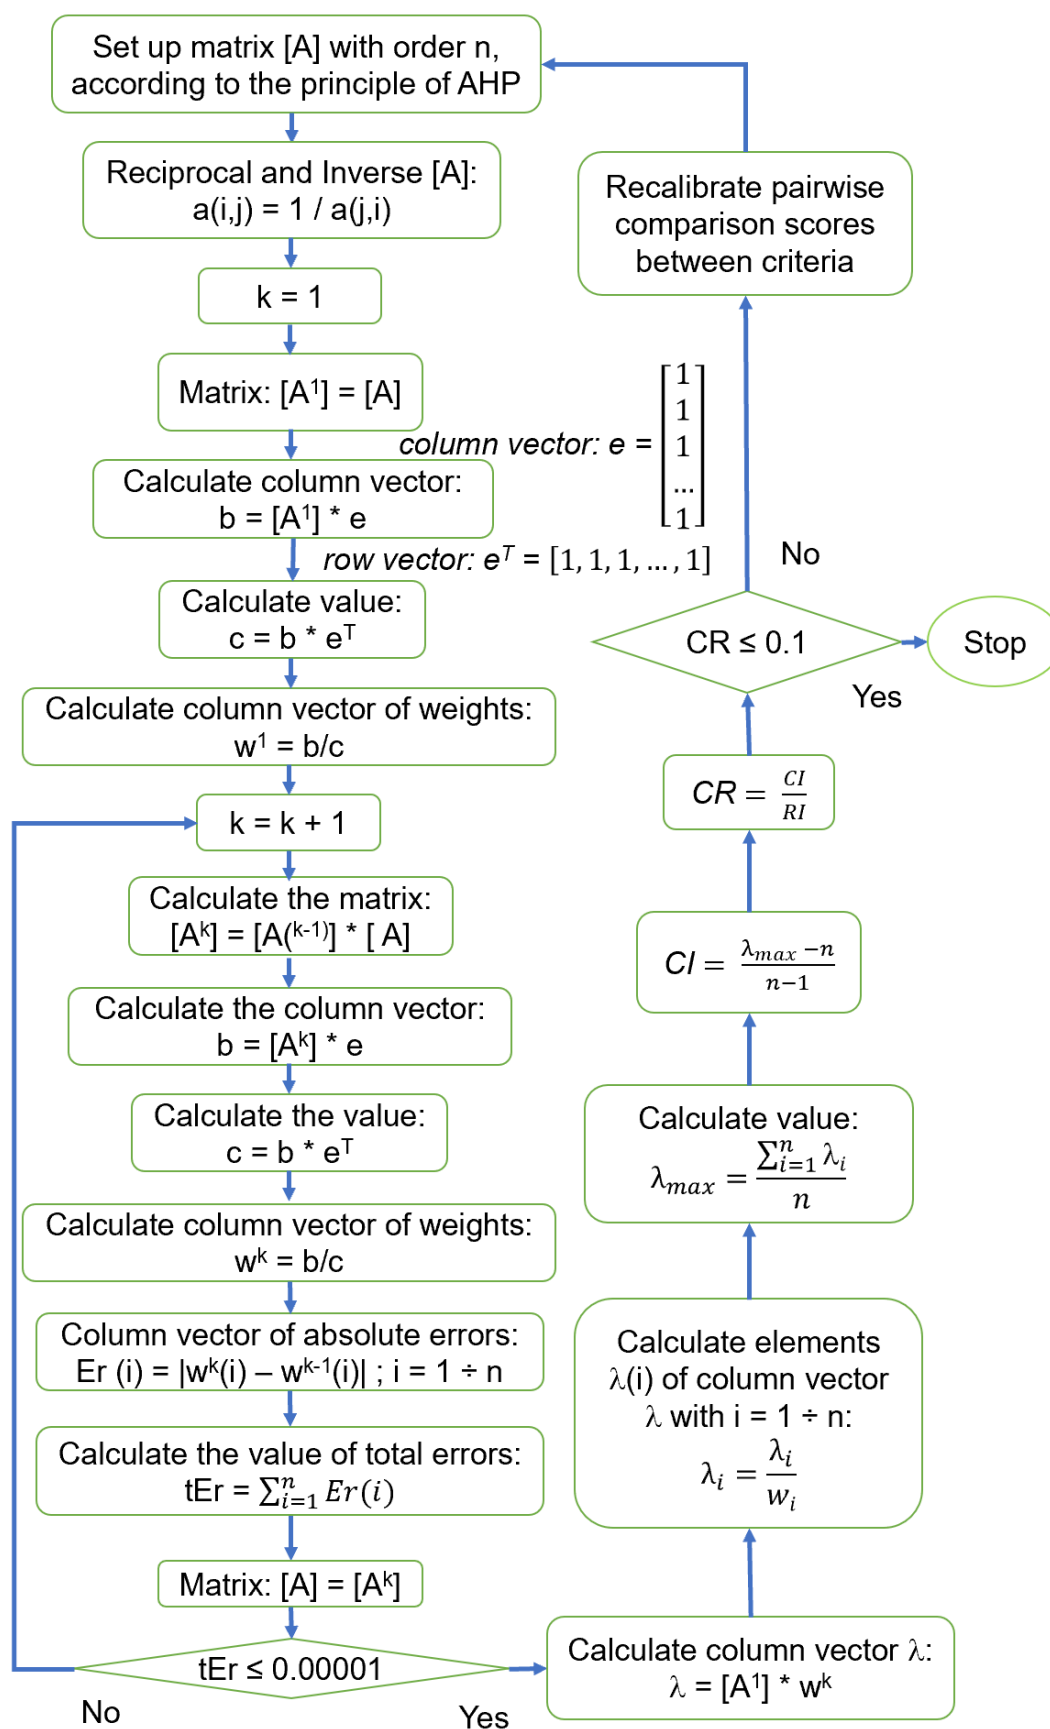 Set up matrix [A] with order n,
according to the principle of AHP
Reciprocal and Inverse [A]:
a(i,j) = 1 / a(j,i)
k = 1
Matrix: [A¹] = [A]
column vector: e = [1 1 1 ... 1]
Calculate column vector:
b = [A¹] * e
row vector: eᵀ = [1, 1, 1, ..., 1]
Calculate value:
c = b * eᵀ
Calculate column vector of weights:
w¹ = b/c
k = k + 1
Calculate the matrix:
[Aᵏ] = [A(ᵏ⁻¹⁾] * [ A]
Calculate the column vector:
b = [Aᵏ] * e
Calculate the value:
c = b * eᵀ
Calculate column vector of weights:
wᵏ = b/c
Column vector of absolute errors:
Er (i) = |wᵏ(i) – wᵏ⁻¹(i)| ; i = 1 ÷ n
Calculate the value of total errors:
tEr = ∑ⁿᵢ₌₁ Er(i)
Matrix: [A] = [Aᵏ]
tEr ≤ 0.00001
No
Yes
Calculate column vector λ:
λ = [A¹] * wᵏ
Calculate elements
λ(i) of column vector
λ with i = 1 ÷ n:
λᵢ = λᵢ / wᵢ
Calculate value:
λmax = ∑ⁿᵢ₌₁ λᵢ / n
CI = λmax −n / n−1
CR = CI / RI
CR ≤ 0.1
Yes
Stop
No
Recalibrate pairwise
comparison scores
between criteria